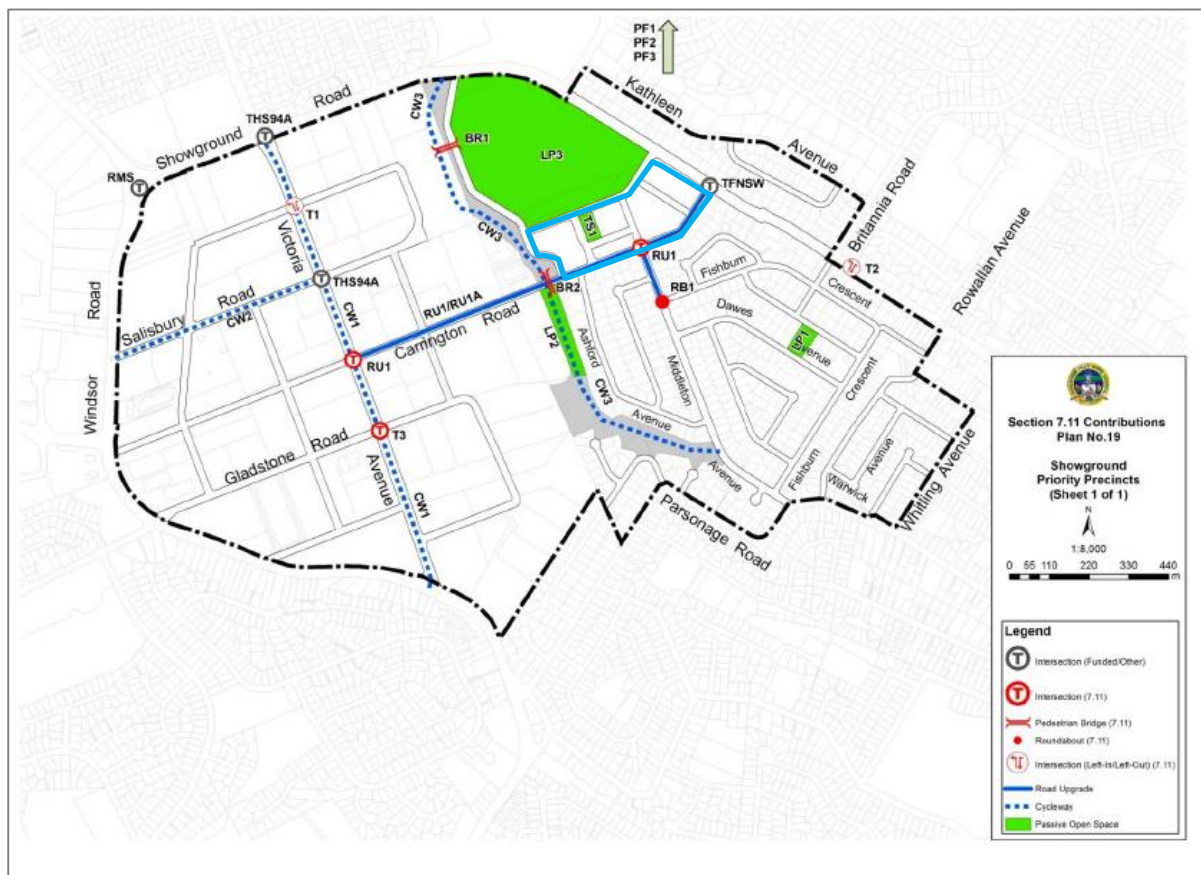 PF1
PF2
PF3
Kathleen
Avenue
THS94A
Showground Road
RMS
CW3
BR1
LP3
TFNSW
Britannia Road
Rowallan Avenue
T1
Victoria
CW3
TS1
RU1
T2
Fishburn
Crescent
THS94A
Salisbury Road
CW2
CW1
RU1/RU1A
Carrington Road
BR2
RB1
Dawes
Avenue
LP1
Windsor Road
RU1
LP2
Ashford
CW3
Middleton
Crescent
T3
Gladstone Road
Avenue
CW1
Avenue
Avenue
Fishburn
Warwick
Avenue
Whitling Avenue
Parsonage Road
Section 7.11 Contributions
Plan No.19
Showground
Priority Precincts
(Sheet 1 of 1)
N
1:8,000
0 55 110 220 330 440
m
Legend
T Intersection (Funded/Other)
T Intersection (7.11)
Pedestrian Bridge (7.11)
Roundabout (7.11)
Intersection (Left-In/Left-Out) (7.11)
Road Upgrade
Cycleway
Passive Open Space